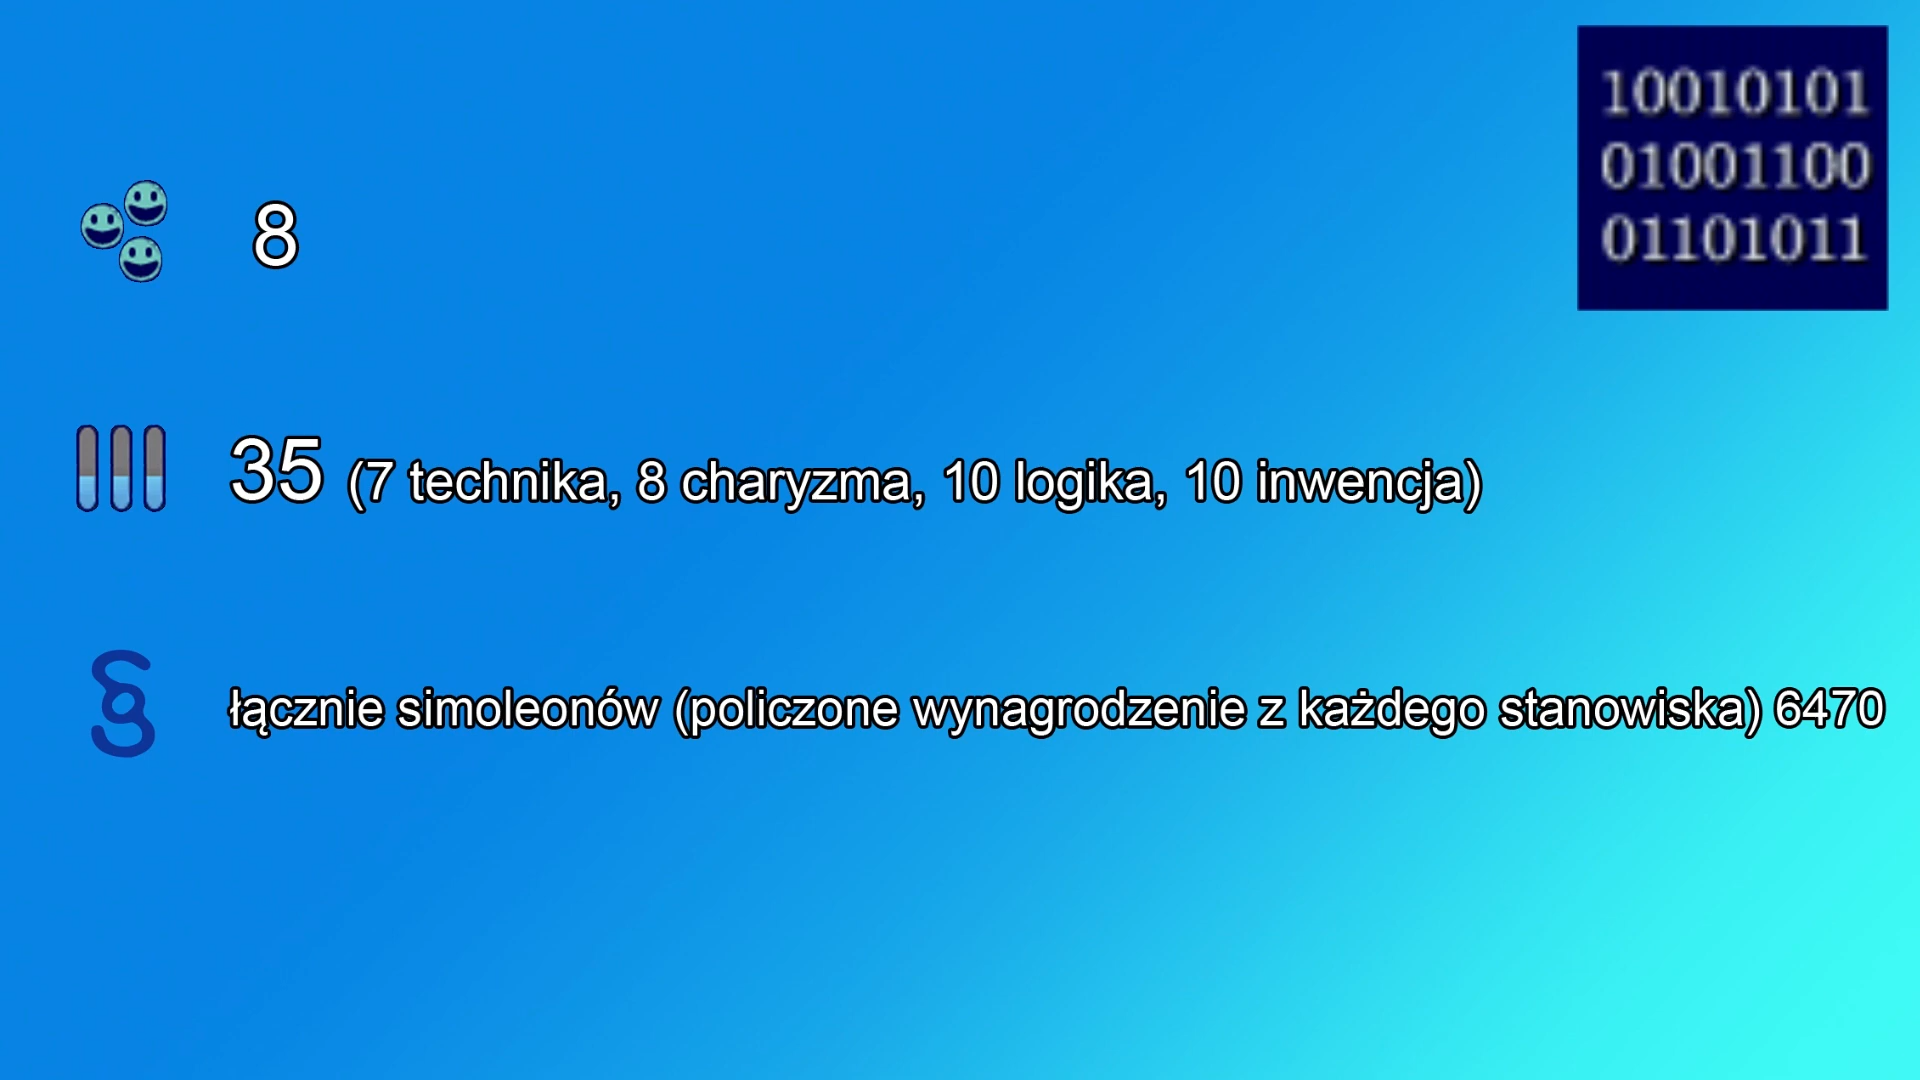 10010101
01001100
01101011
8
35 (7 technika, 8 charyzma, 10 logika, 10 inwencja)
§ łącznie simoleonów (policzone wynagrodzenie z każdego stanowiska) 6470